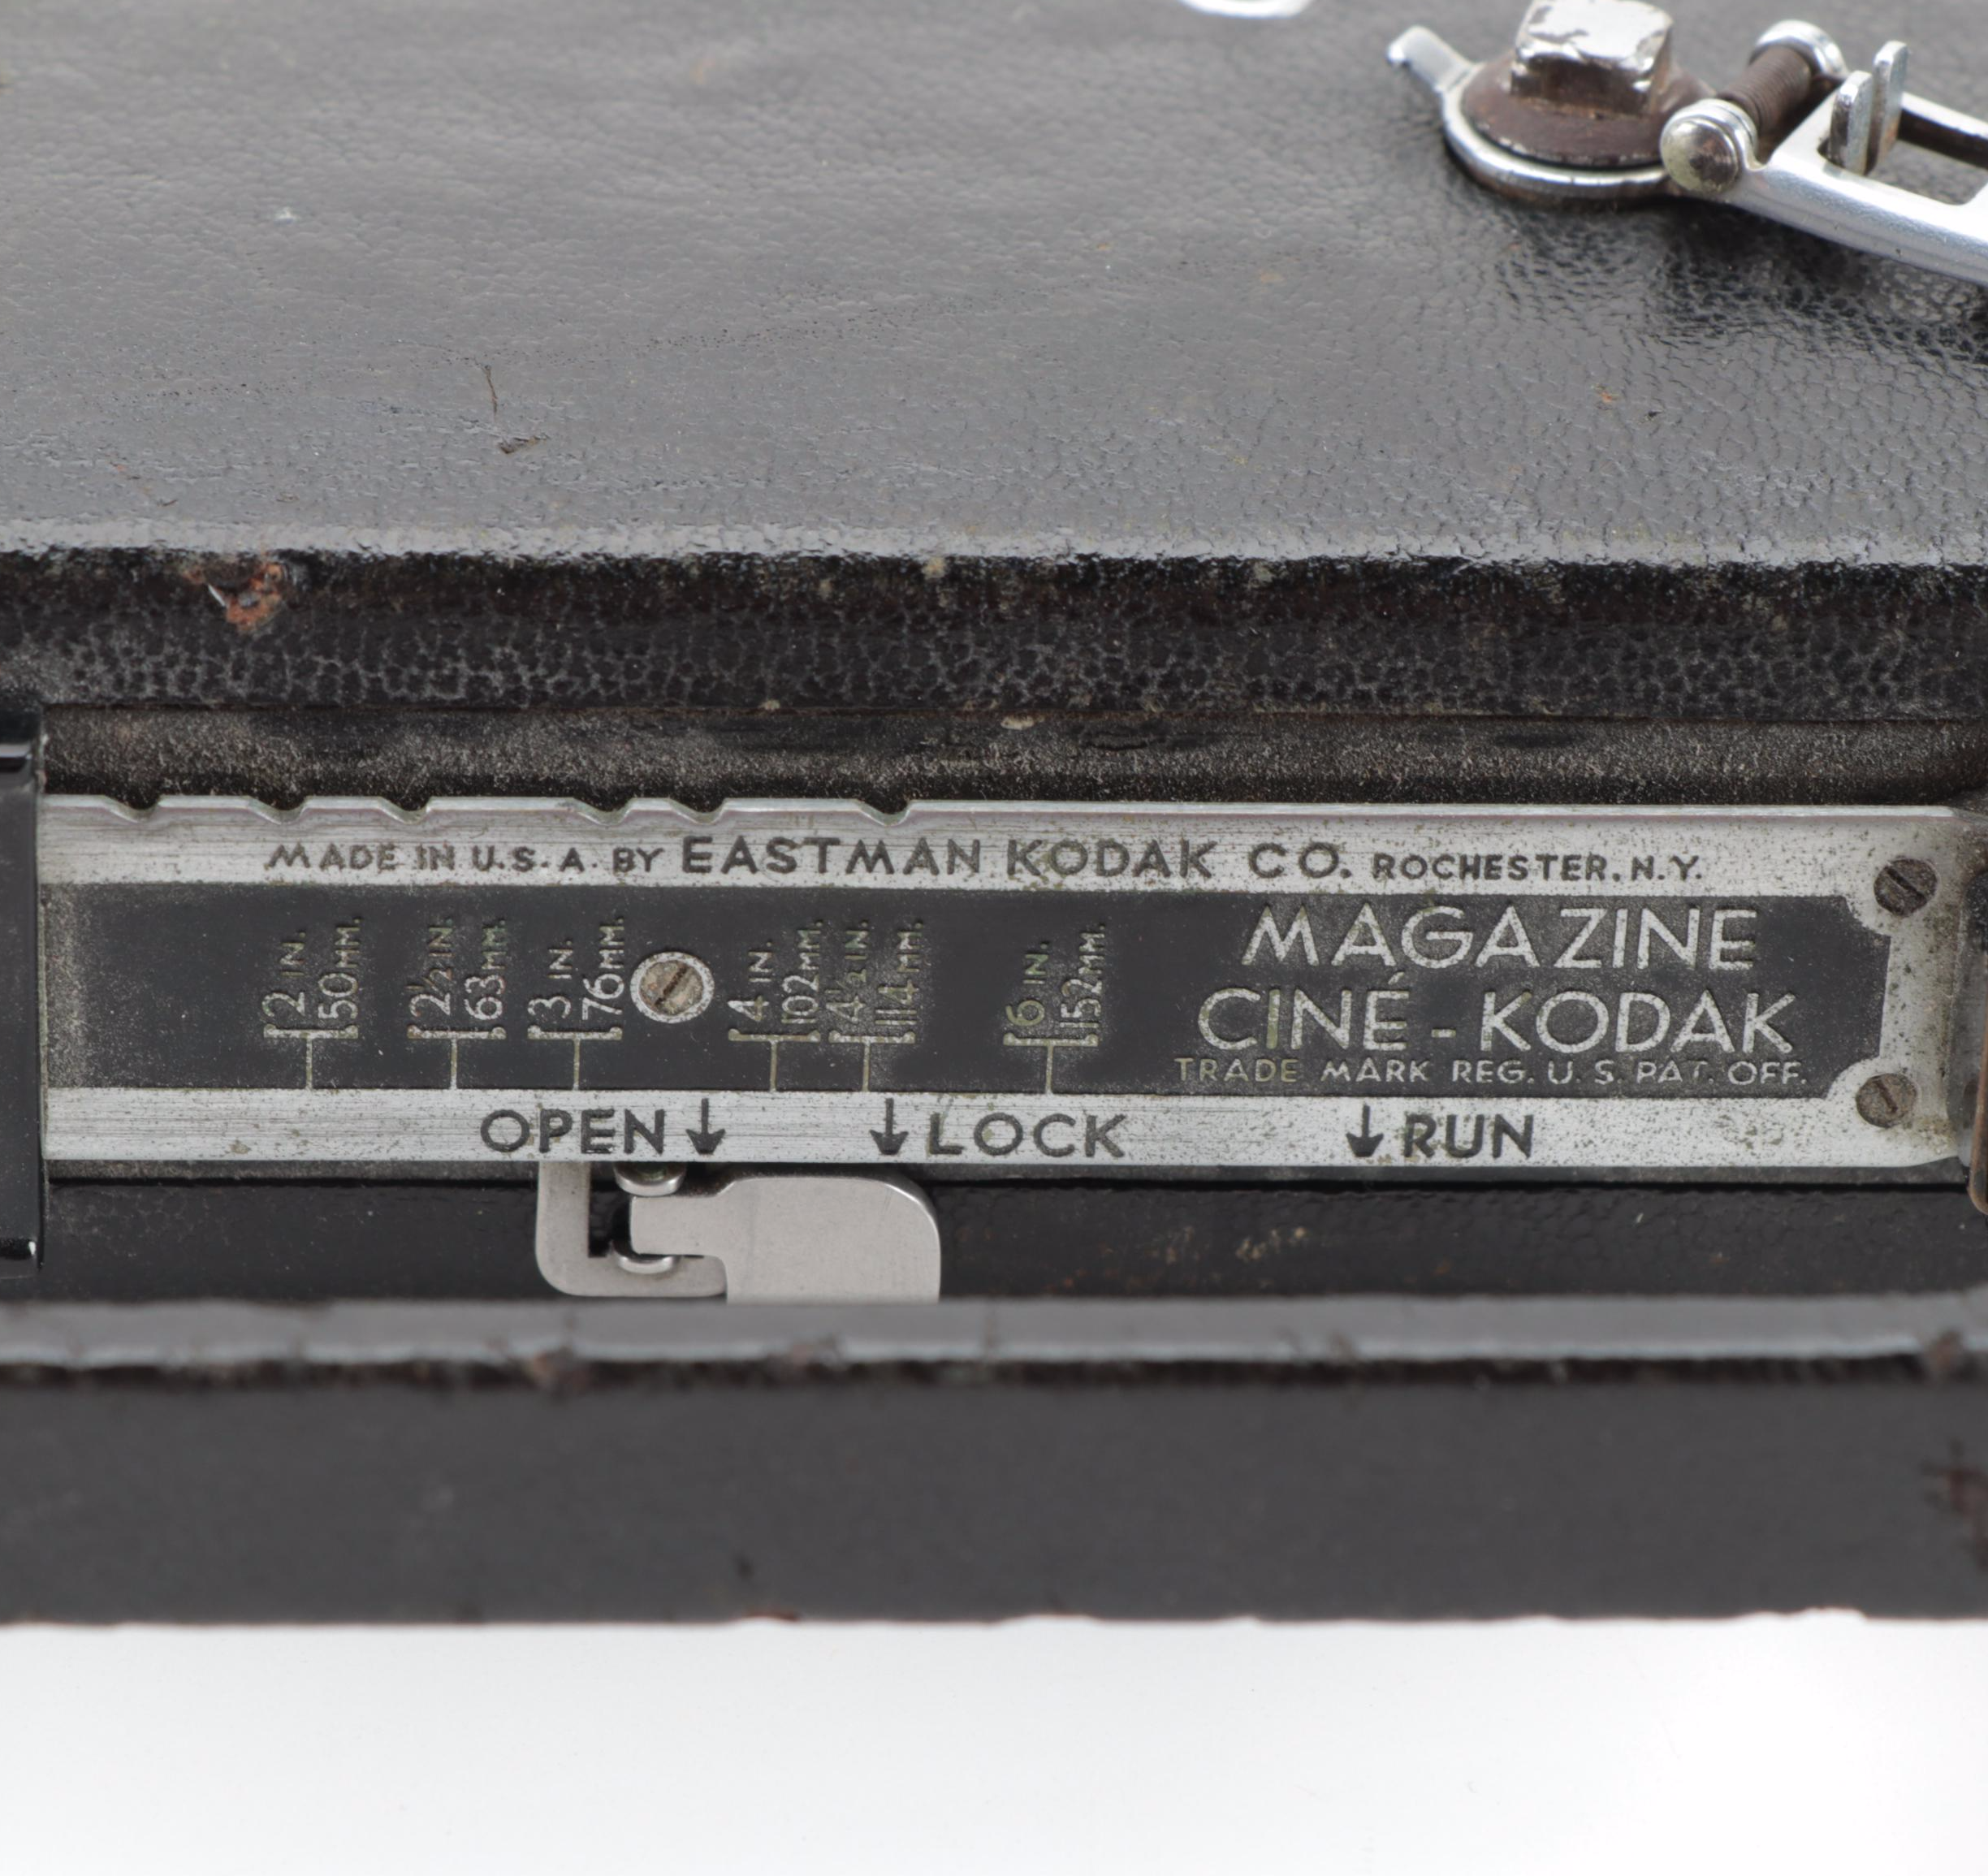 MADE IN U.S.A. BY EASTMAN KODAK CO. ROCHESTER, N.Y.
2 IN.
50MM.
2½ IN.
63MM.
3 IN.
76MM.
4 IN.
102MM.
4½ IN.
114MM.
6 IN.
152MM.
MAGAZINE
CINÉ-KODAK
TRADE MARK REG. U.S. PAT. OFF.
OPEN ↓ ↓ LOCK ↓ RUN